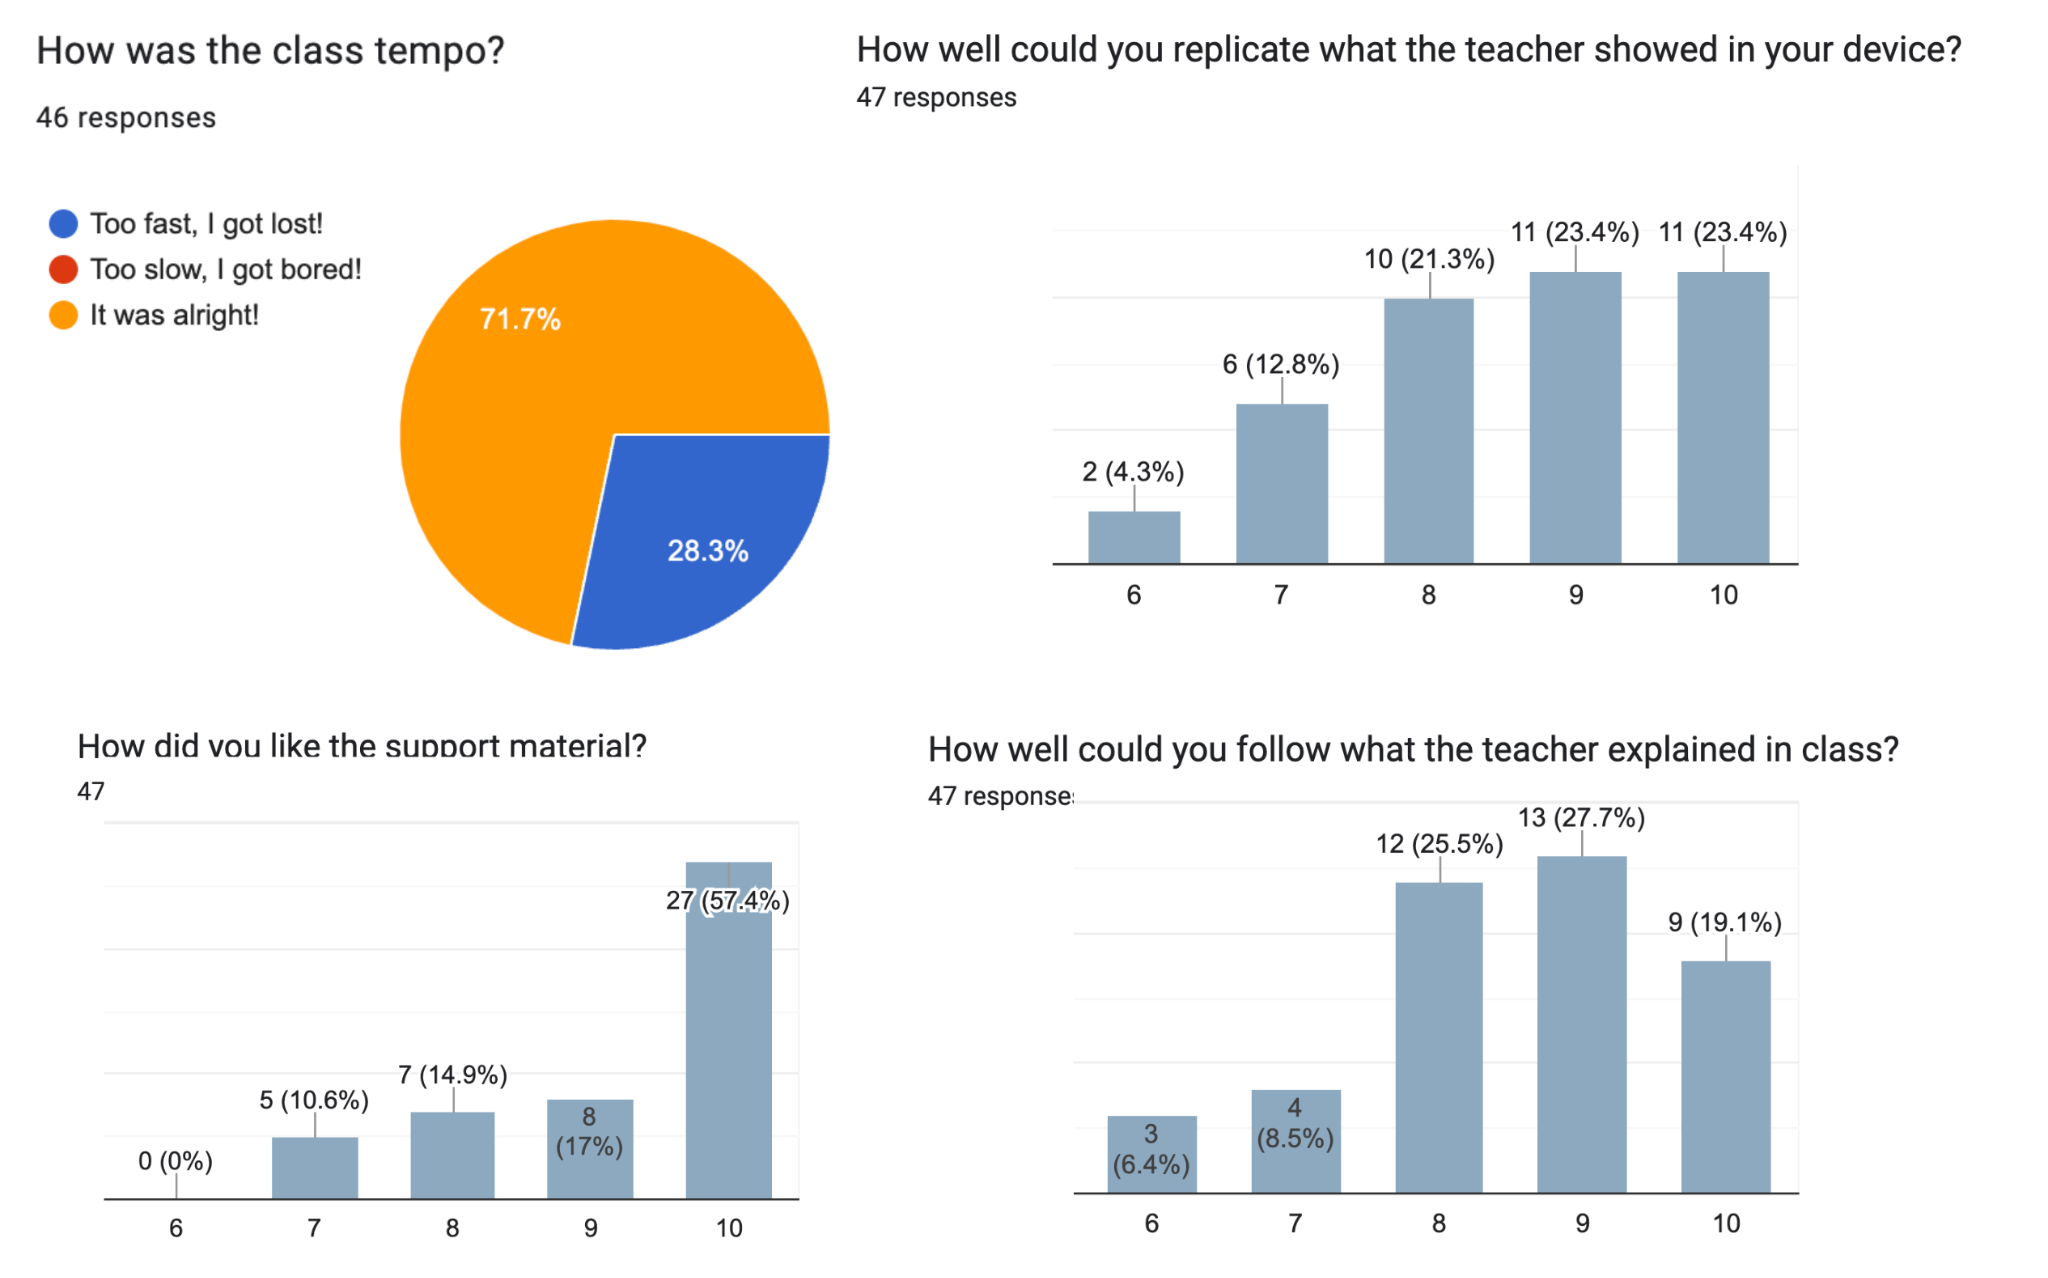 How was the class tempo?
46 responses
Too fast, I got lost!
Too slow, I got bored!
It was alright!
71.7%
28.3%
How well could you replicate what the teacher showed in your device?
47 responses
2 (4.3%)
6 (12.8%)
10 (21.3%)
11 (23.4%)
11 (23.4%)
6 7 8 9 10
How did you like the support material?
47
0 (0%)
5 (10.6%)
7 (14.9%)
8
(17%)
27 (57.4%)
6 7 8 9 10
How well could you follow what the teacher explained in class?
47 responses
3
(6.4%)
4
(8.5%)
12 (25.5%)
13 (27.7%)
9 (19.1%)
6 7 8 9 10